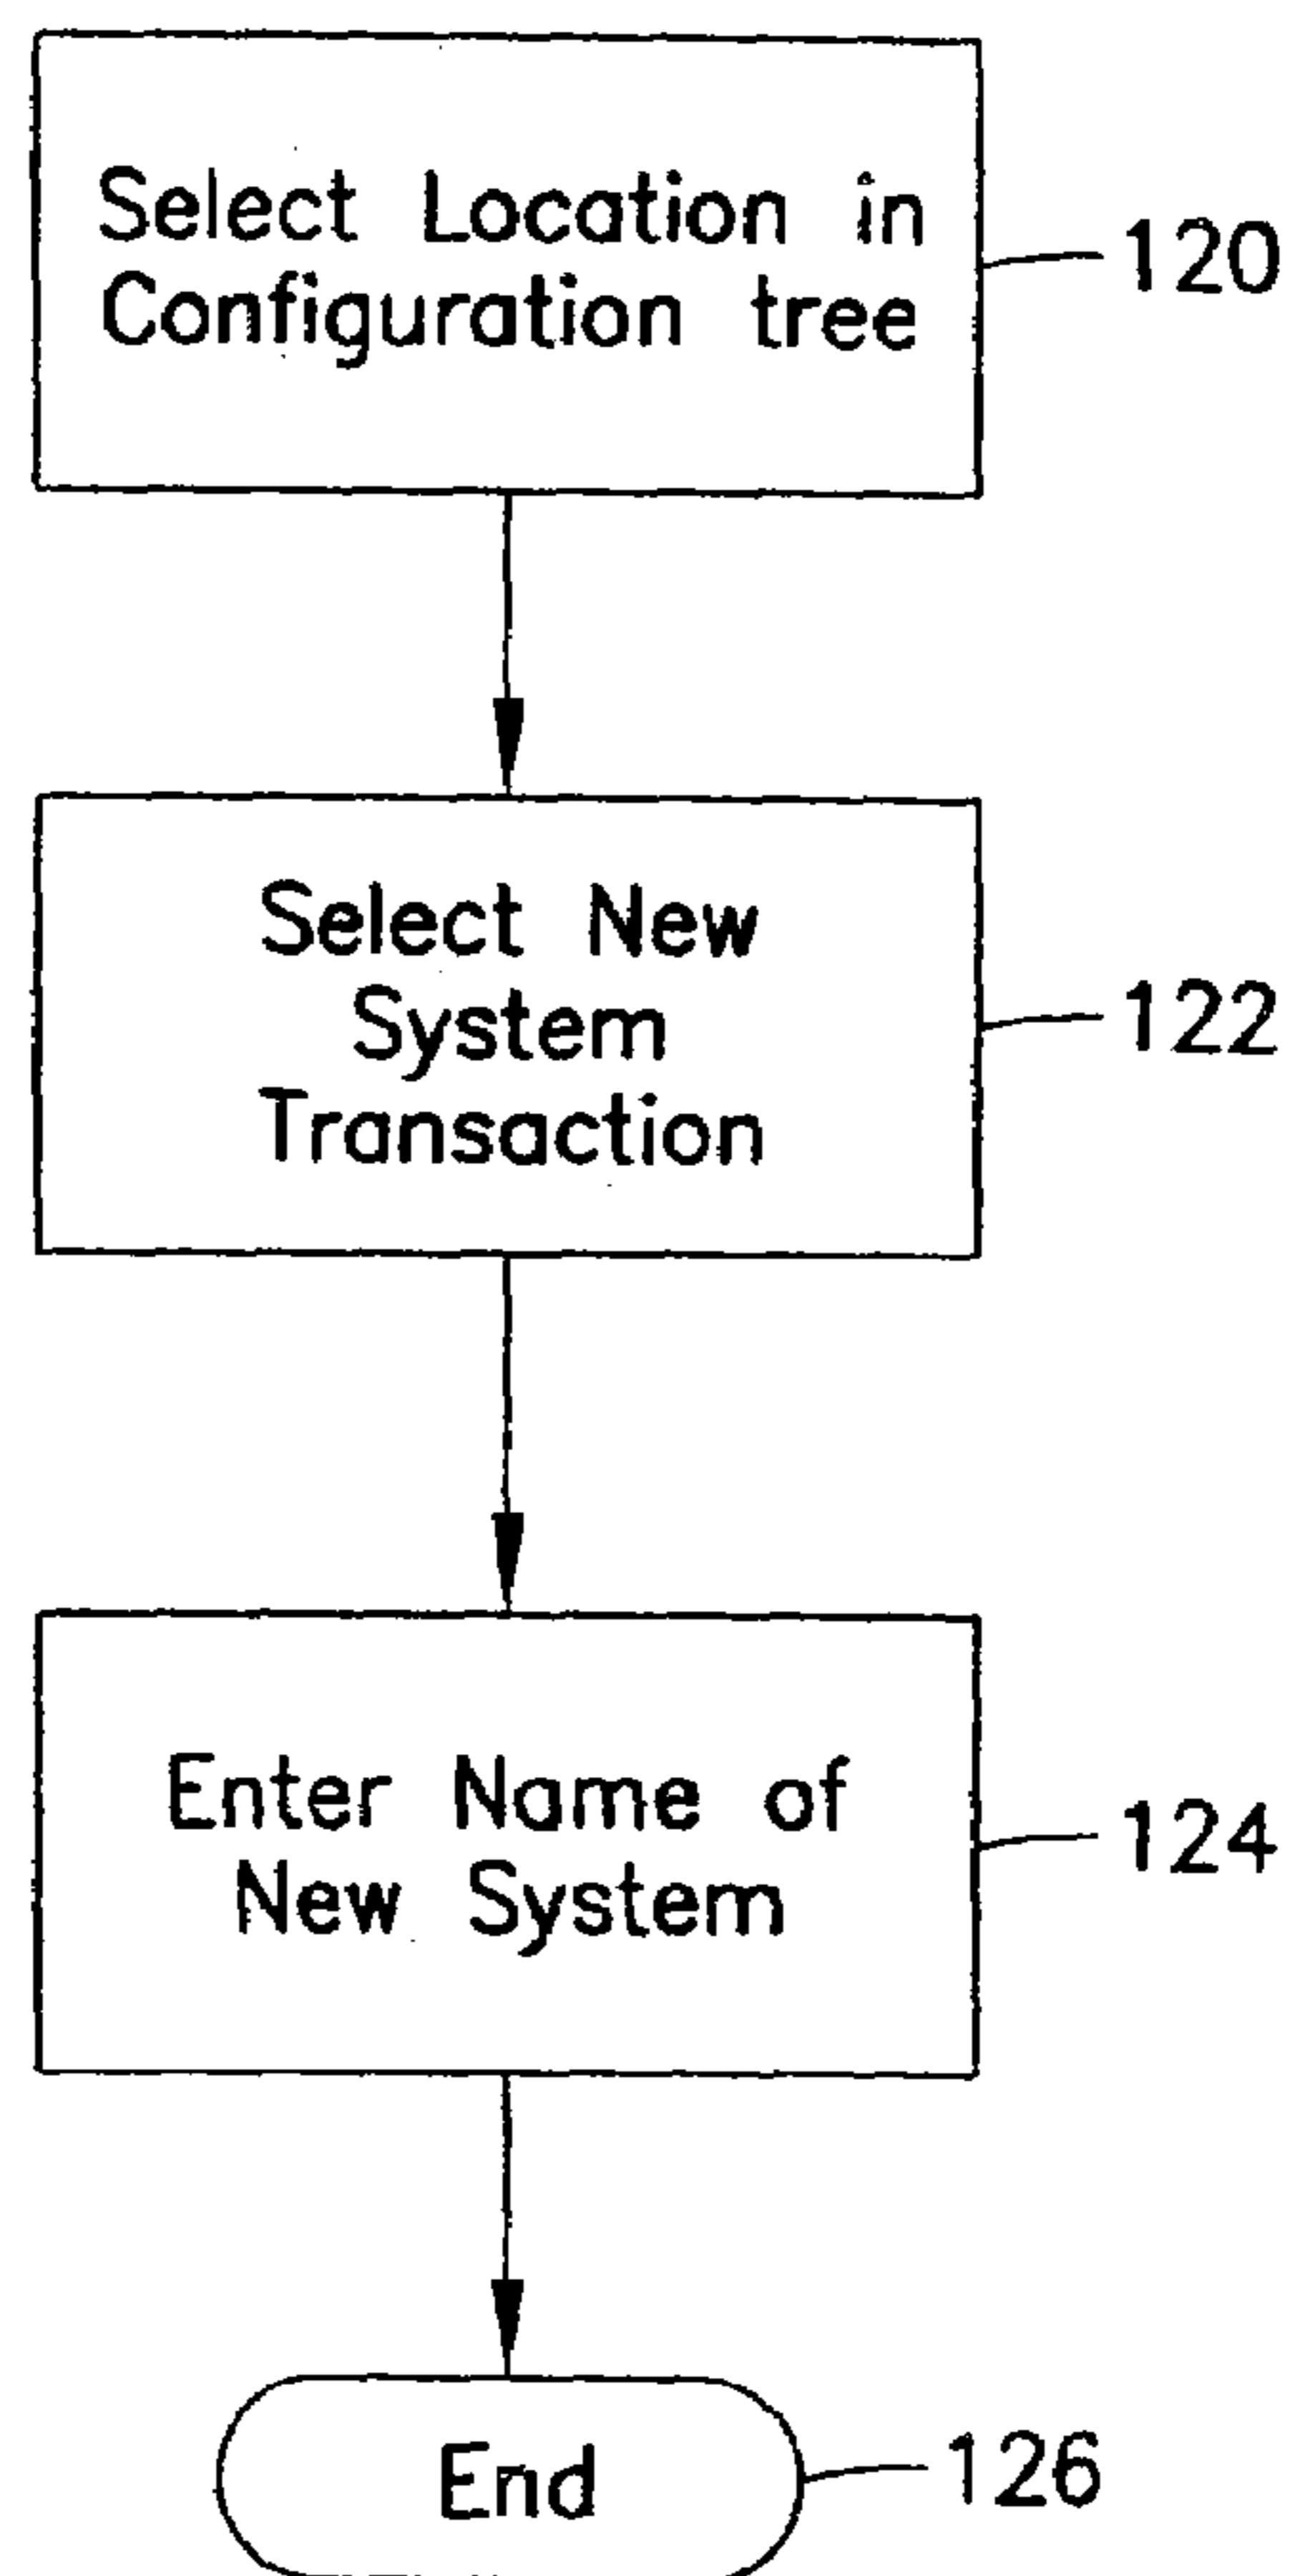 Select Location in
Configuration tree
120
Select New
System
Transaction
122
Enter Name of
New System
124
End
126